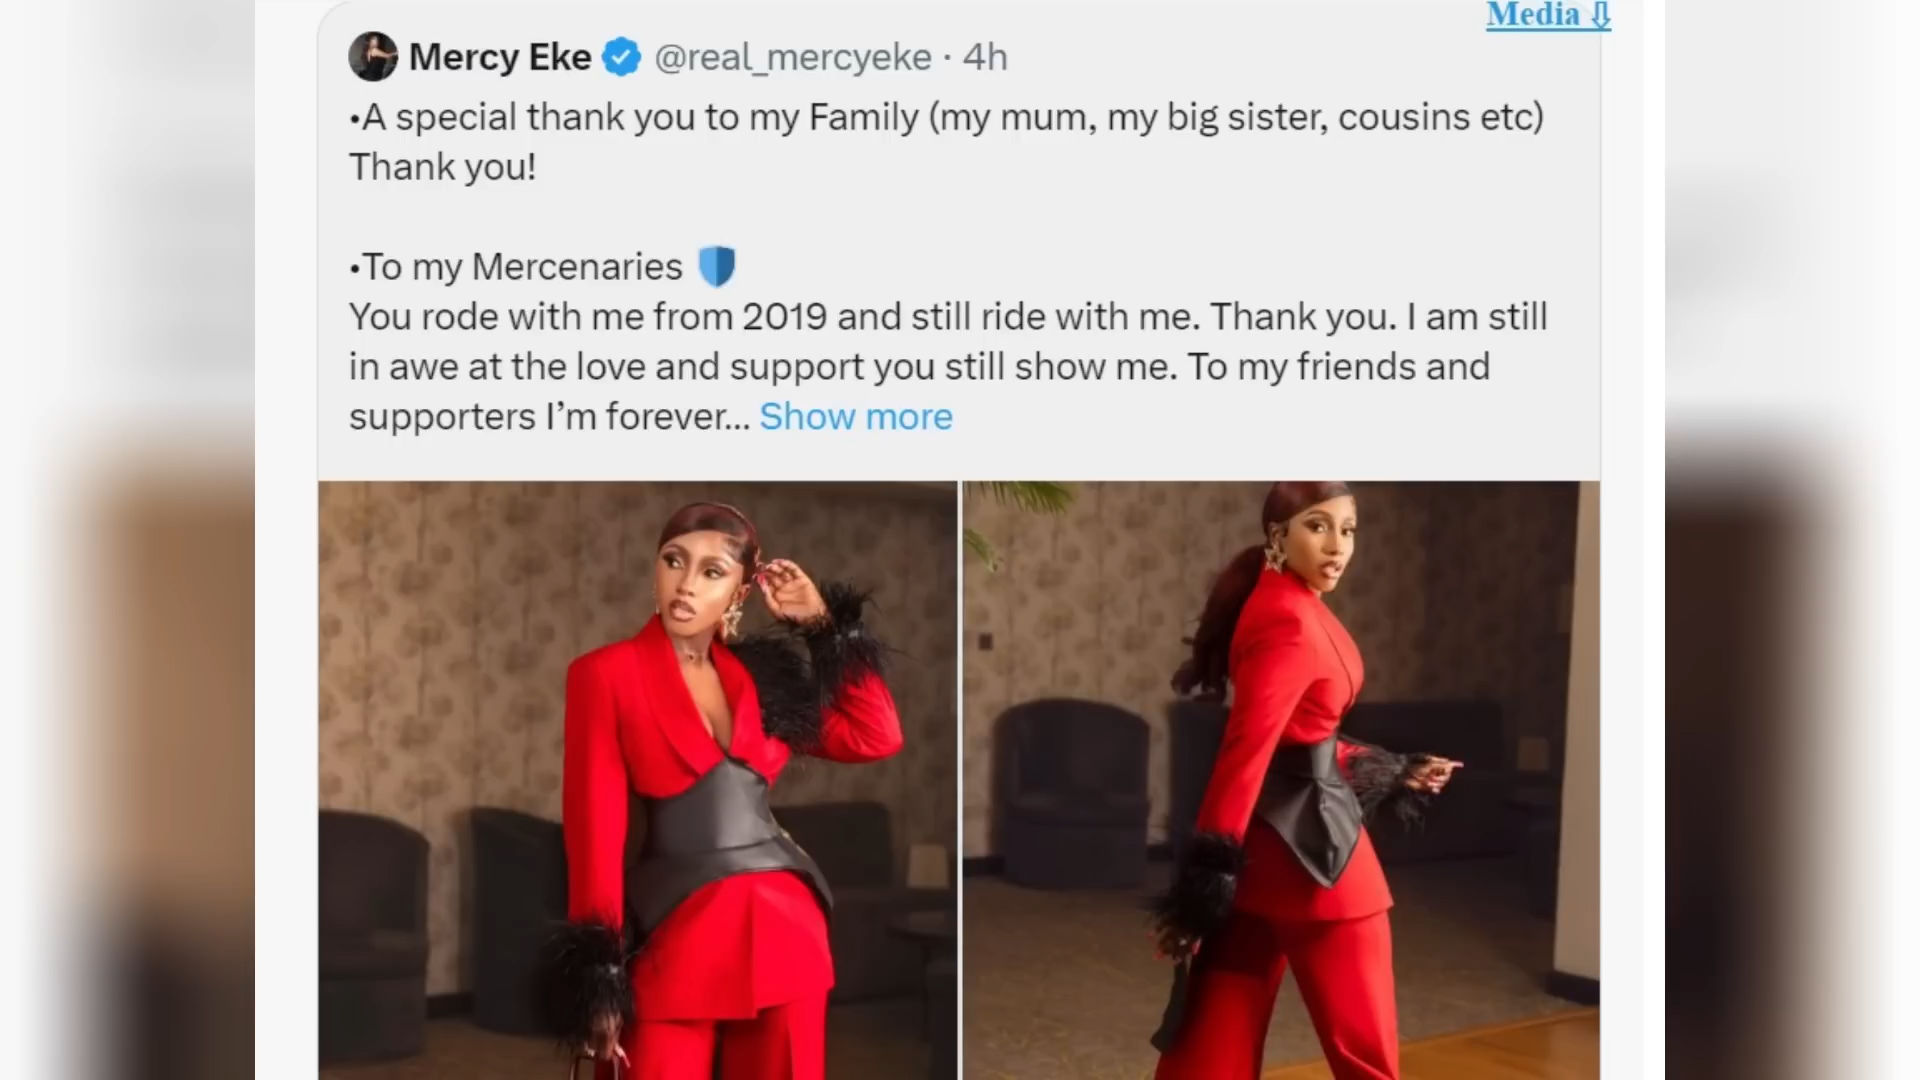 Media ⇩
Mercy Eke @real_mercyeke · 4h
•A special thank you to my Family (my mum, my big sister, cousins etc)
Thank you!
•To my Mercenaries 🛡️
You rode with me from 2019 and still ride with me. Thank you. I am still
in awe at the love and support you still show me. To my friends and
supporters I’m forever... Show more